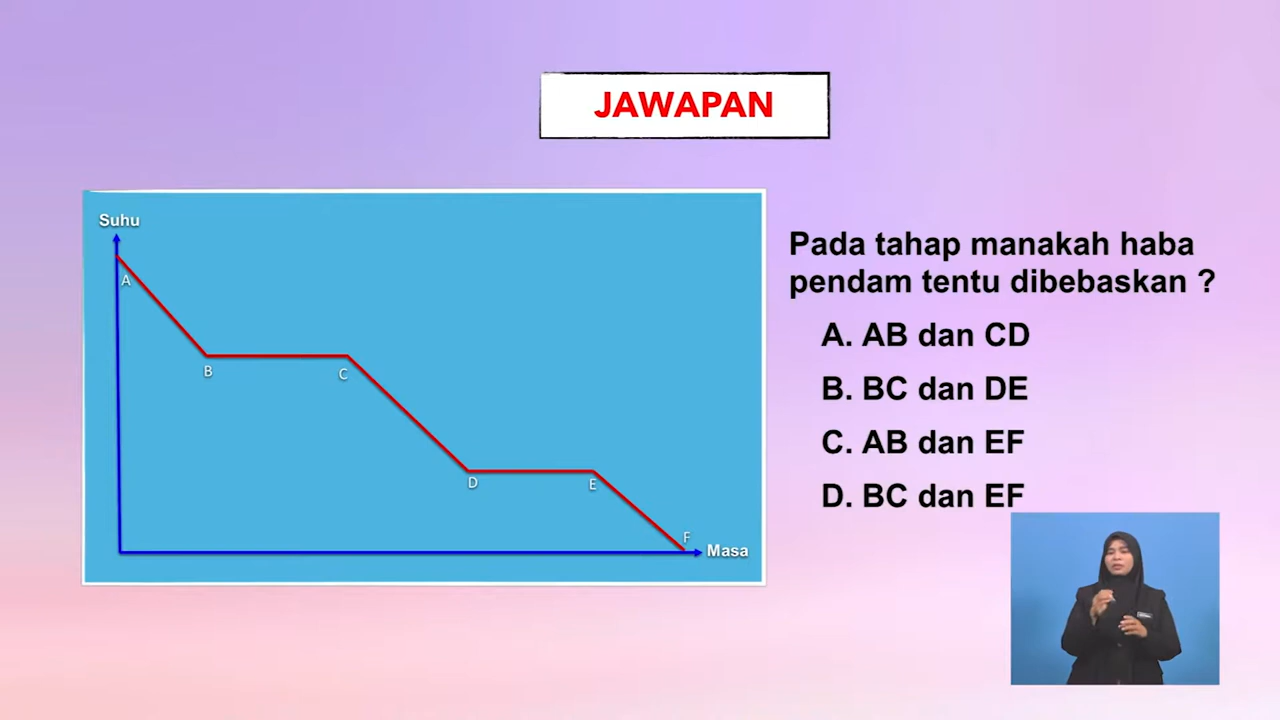 JAWAPAN
Suhu
A
B
C
D
E
F
Masa
Pada tahap manakah haba
pendam tentu dibebaskan ?
A. AB dan CD
B. BC dan DE
C. AB dan EF
D. BC dan EF